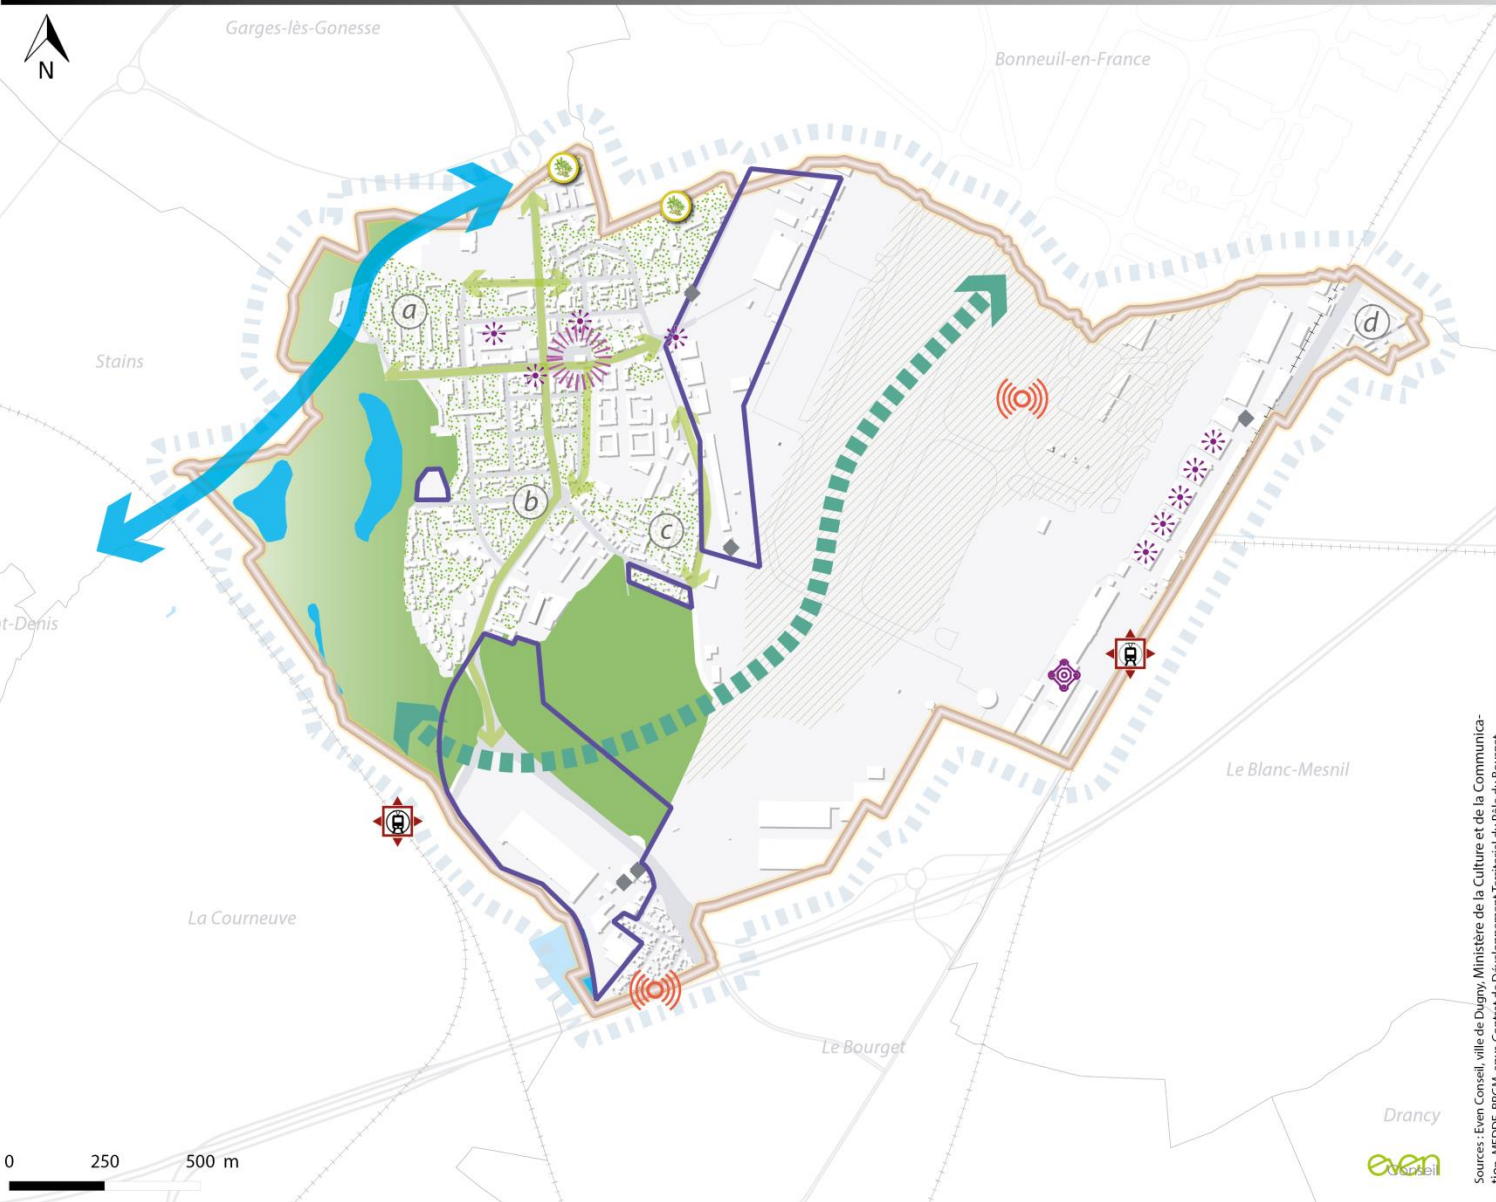 Garges-lès-Gonesse
Bonneuil-en-France
N
Stains
a
d
b
c
t-Denis
Le Blanc-Mesnil
La Courneuve
Le Bourget
Drancy
0 250 500 m
even
Conseil
Sources : Even Conseil, ville de Dugny, Ministère de la Culture et de la Communica-